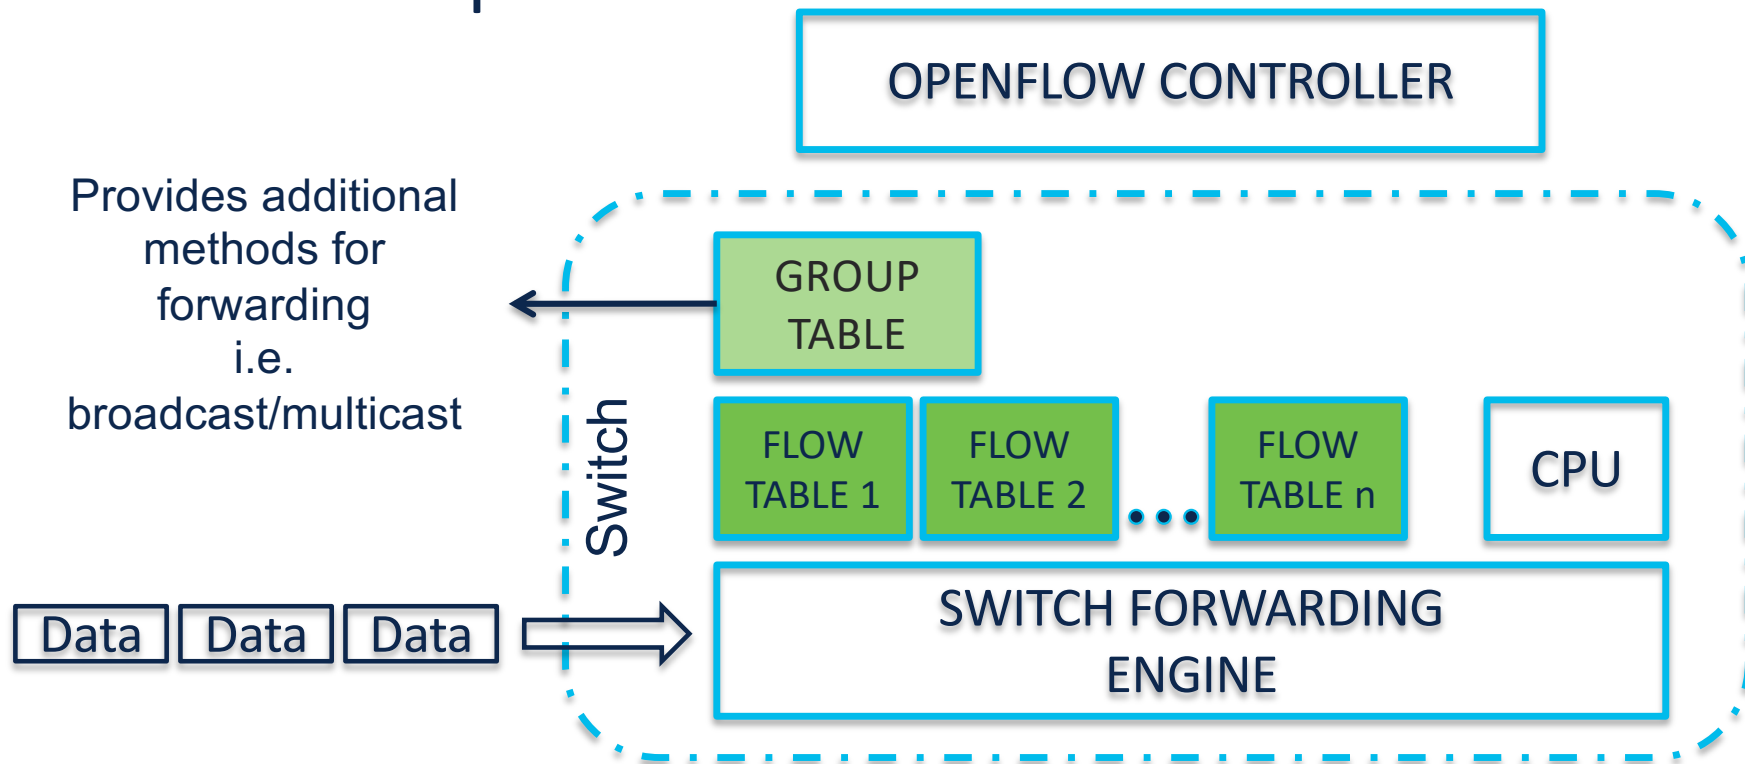 OPENFLOW CONTROLLER
Provides additional
methods for
forwarding
i.e.
broadcast/multicast
GROUP
TABLE
Switch
FLOW
TABLE 1
FLOW
TABLE 2
FLOW
TABLE n
CPU
Data
Data
Data
SWITCH FORWARDING
ENGINE